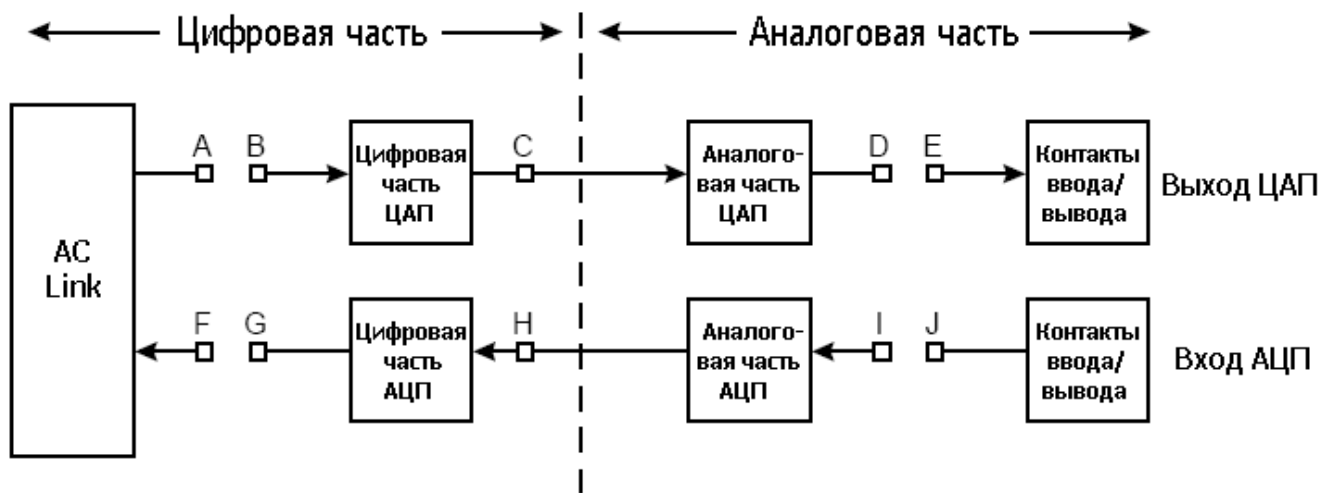 Цифровая часть
Аналоговая часть
AC
Link
A
B
Цифровая
часть
ЦАП
C
Аналого-
вая часть
ЦАП
D
E
Контакты
ввода/
вывода
Выход ЦАП
F
G
Цифровая
часть
АЦП
H
Аналого-
вая часть
АЦП
I
J
Контакты
ввода/
вывода
Вход АЦП